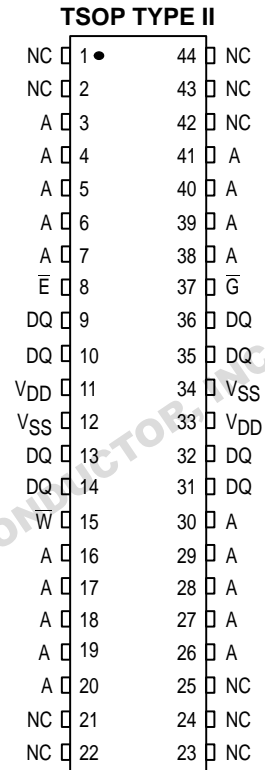 TSOP TYPE II
NC 1 44 NC
NC 2 43 NC
A 3 42 NC
A 4 41 A
A 5 40 A
A 6 39 A
A 7 38 A
E̅ 8 37 G̅
DQ 9 36 DQ
DQ 10 35 DQ
VDD 11 34 VSS
VSS 12 33 VDD
DQ 13 32 DQ
DQ 14 31 DQ
W̅ 15 30 A
A 16 29 A
A 17 28 A
A 18 27 A
A 19 26 A
A 20 25 NC
NC 21 24 NC
NC 22 23 NC
ONDUCTOR, INC